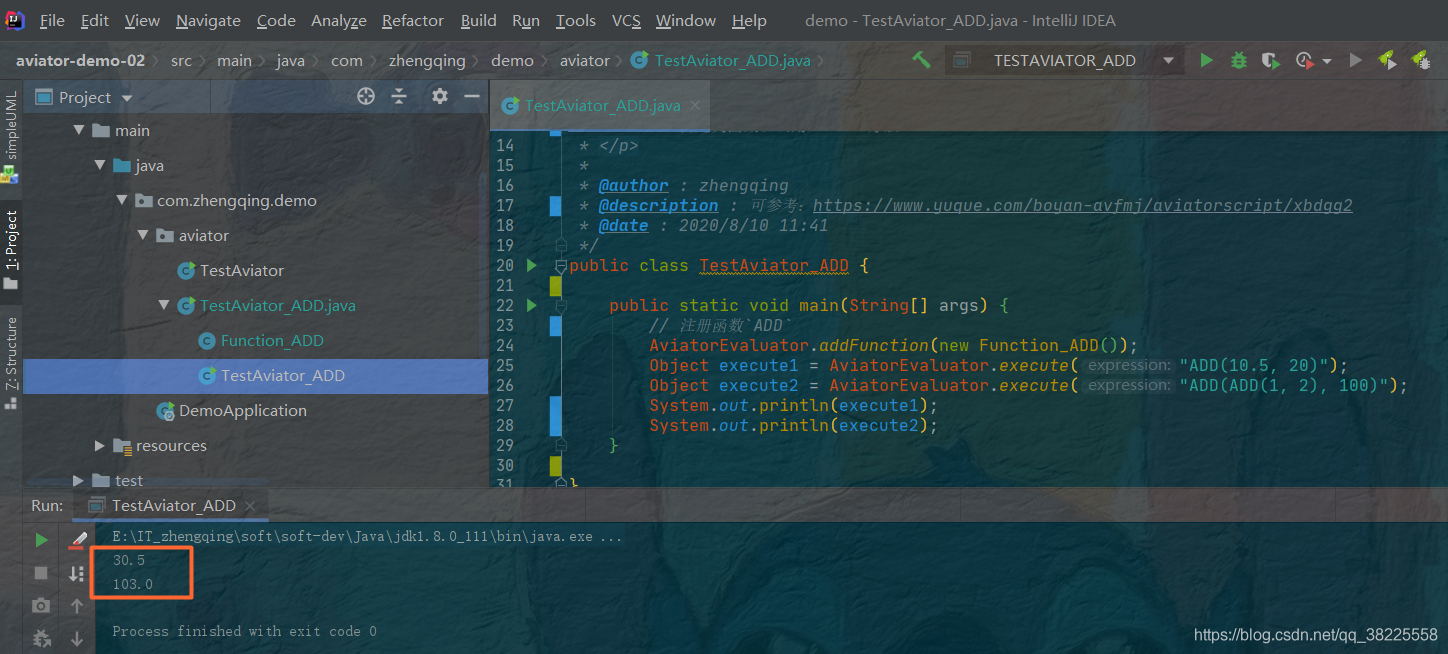 File Edit View Navigate Code Analyze Refactor Build Run Tools VCS Window Help demo - TestAviator_ADD.java - IntelliJ IDEA
aviator-demo-02 src main java com zhengqing demo aviator TestAviator_ADD.java TESTAVIATOR_ADD
simpleUML
1: Project
Z: Structure
Project
main
java
com.zhengqing.demo
aviator
TestAviator
TestAviator_ADD.java
Function_ADD
TestAviator_ADD
DemoApplication
resources
test
TestAviator_ADD.java
14 * </p>
15 *
16 * @author : zhengqing
17 * @description : 可参考：https://www.yuque.com/boyan-avfmj/aviatorscript/xbdgg2
18 * @date : 2020/8/10 11:41
19 */
20 public class TestAviator_ADD {
21
22 public static void main(String[] args) {
23 // 注册函数`ADD`
24 AviatorEvaluator.addFunction(new Function_ADD());
25 Object execute1 = AviatorEvaluator.execute( expression: "ADD(10.5, 20)");
26 Object execute2 = AviatorEvaluator.execute( expression: "ADD(ADD(1, 2), 100)");
27 System.out.println(execute1);
28 System.out.println(execute2);
29 }
30
31 }
Run: TestAviator_ADD
E:\IT_zhengqing\soft\soft-dev\Java\jdk1.8.0_111\bin\java.exe ...
30.5
103.0
Process finished with exit code 0
https://blog.csdn.net/qq_38225558